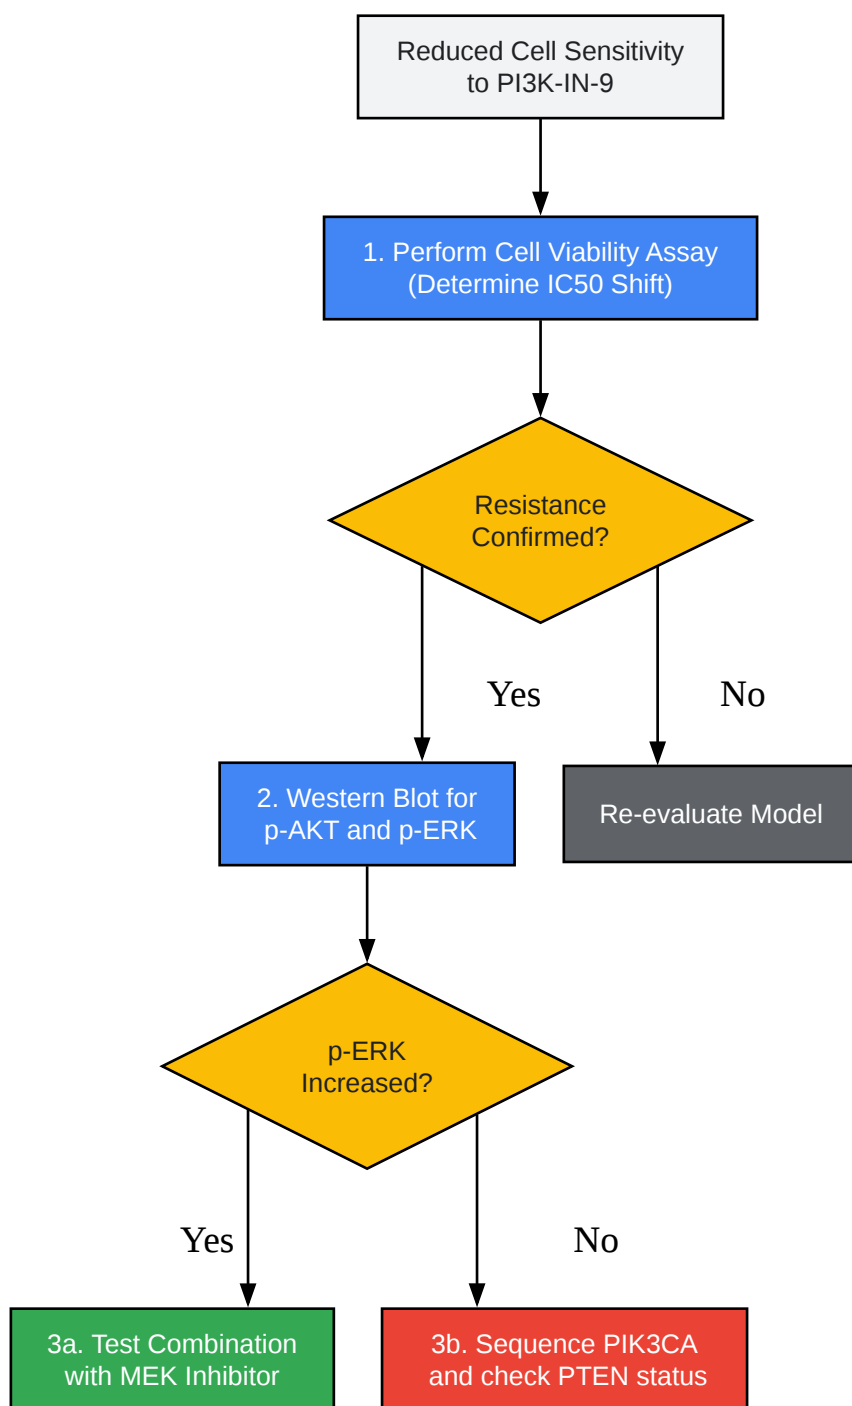 Reduced Cell Sensitivity
to PI3K-IN-9
1. Perform Cell Viability Assay
(Determine IC50 Shift)
Resistance
Confirmed?
Yes
No
2. Western Blot for
p-AKT and p-ERK
Re-evaluate Model
p-ERK
Increased?
Yes
No
3a. Test Combination
with MEK Inhibitor
3b. Sequence PIK3CA
and check PTEN status